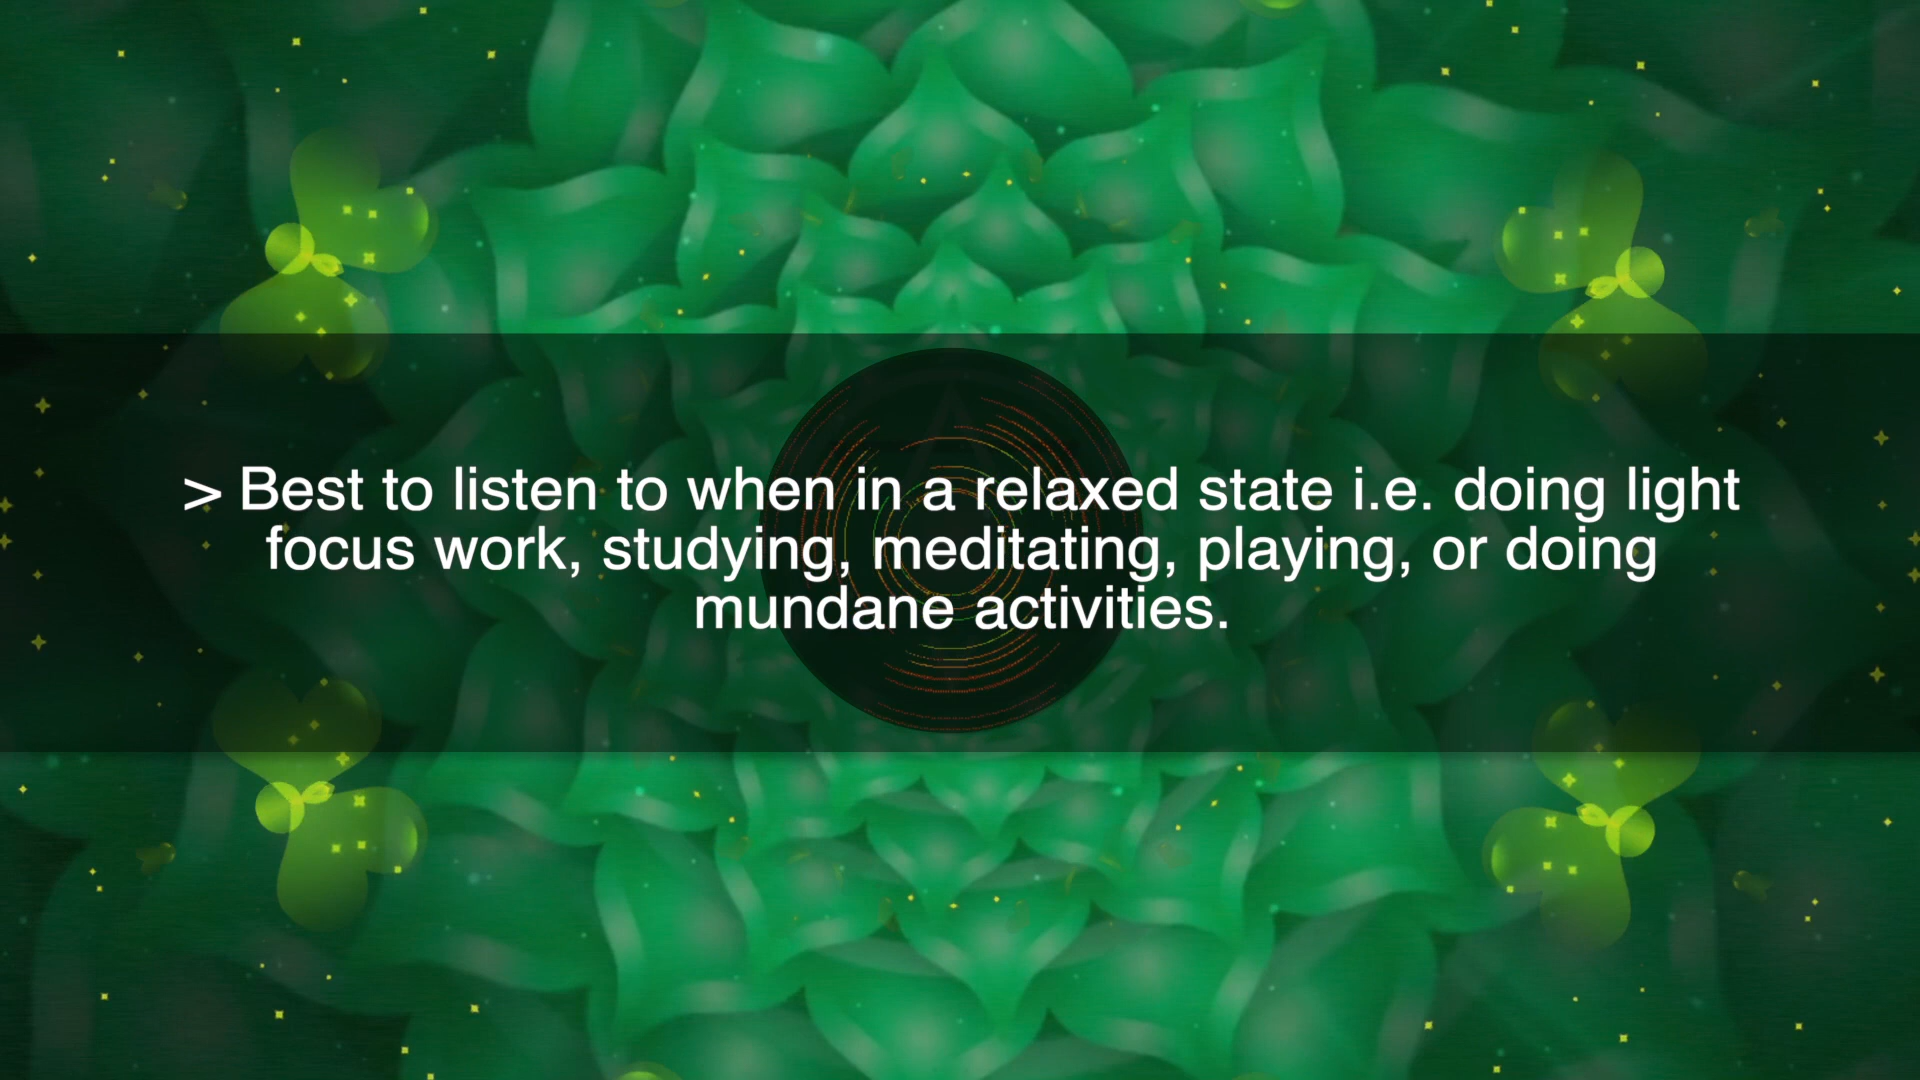 > Best to listen to when in a relaxed state i.e. doing light
focus work, studying, meditating, playing, or doing
mundane activities.